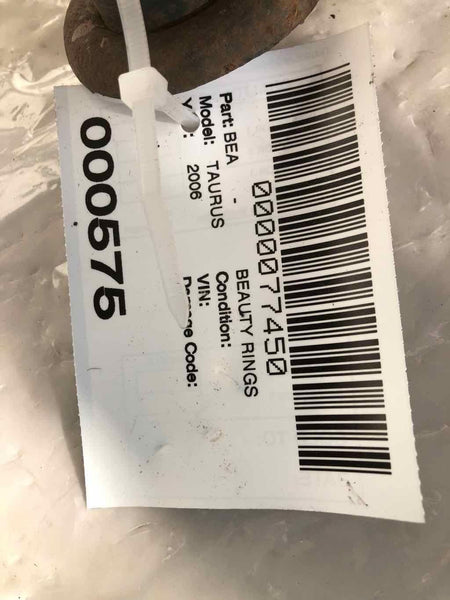 0000077450
Part: BEA - BEAUTY RINGS
Model: TAURUS Condition:
Y : 2006 VIN:
Code:
000575